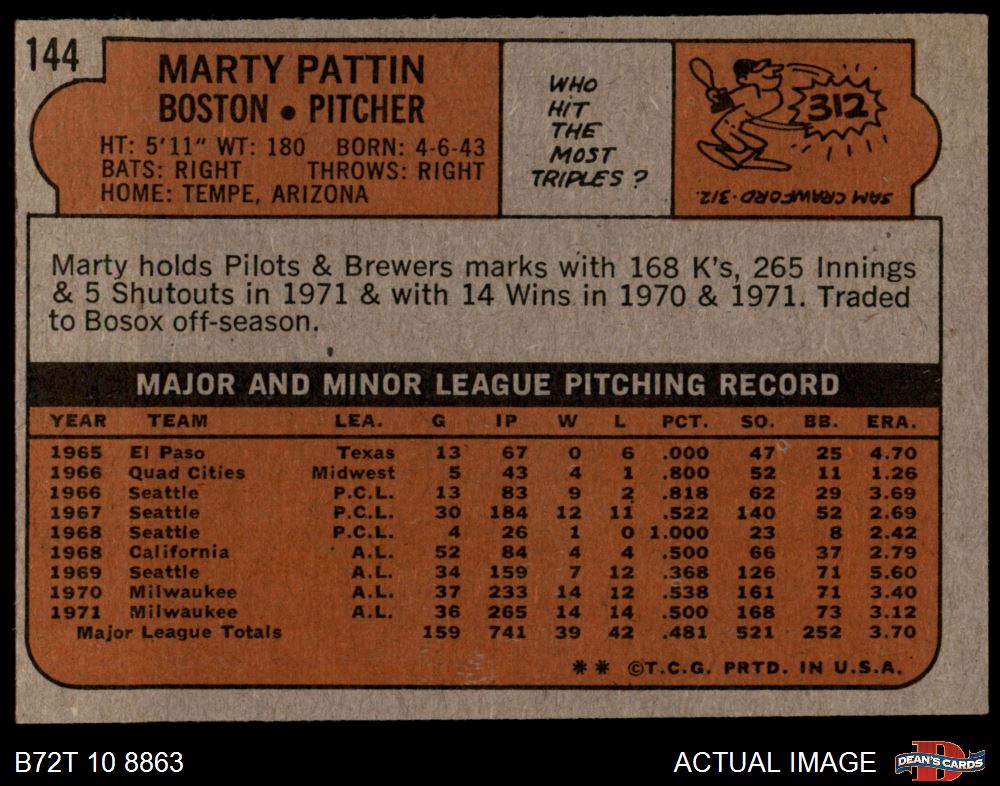 144
MARTY PATTIN
BOSTON • PITCHER
HT: 5'11" WT: 180 BORN: 4-6-43
BATS: RIGHT THROWS: RIGHT
HOME: TEMPE, ARIZONA
WHO
HIT
THE
MOST
TRIPLES?
312
SAM CRAWFORD-312.
Marty holds Pilots & Brewers marks with 168 K's, 265 Innings
& 5 Shutouts in 1971 & with 14 Wins in 1970 & 1971. Traded
to Bosox off-season.
MAJOR AND MINOR LEAGUE PITCHING RECORD
YEAR TEAM LEA. G IP W L PCT. SO. BB. ERA.
1965 El Paso Texas 13 67 0 6 .000 47 25 4.70
1966 Quad Cities Midwest 5 43 4 1 .800 52 11 1.26
1966 Seattle P.C.L. 13 83 9 2 .818 62 29 3.69
1967 Seattle P.C.L. 30 184 12 11 .522 140 52 2.69
1968 Seattle P.C.L. 4 26 1 0 1.000 23 8 2.42
1968 California A.L. 52 84 4 4 .500 66 37 2.79
1969 Seattle A.L. 34 159 7 12 .368 126 71 5.60
1970 Milwaukee A.L. 37 233 14 12 .538 161 71 3.40
1971 Milwaukee A.L. 36 265 14 14 .500 168 73 3.12
Major League Totals 159 741 39 42 .481 521 252 3.70
** ©T.C.G. PRTD. IN U.S.A.
B72T 10 8863
ACTUAL IMAGE
D
DEAN'S CARDS